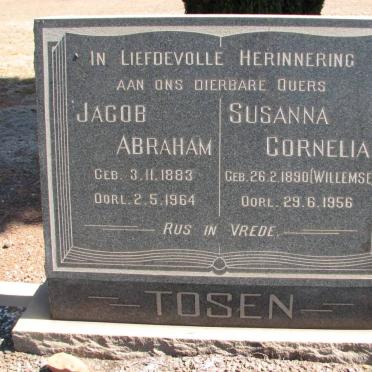 IN LIEFDEVOLLE HERINNERING
AAN ONS DIERBARE OUERS
JACOB
ABRAHAM
GEB. 3.11.1883
OORL. 2.5.1964
SUSANNA
CORNELIA
GEB. 26.2.1890 (WILLEMSE
OORL. 29.6.1956
RUS IN VREDE.
TOSEN